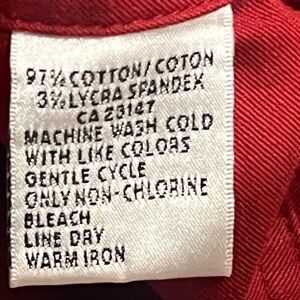 97% COTTON/COTON
3% LYCRA SPANDEX
CA 23147
MACHINE WASH COLD
WITH LIKE COLORS
GENTLE CYCLE
ONLY NON-CHLORINE
BLEACH
LINE DRY
WARM IRON